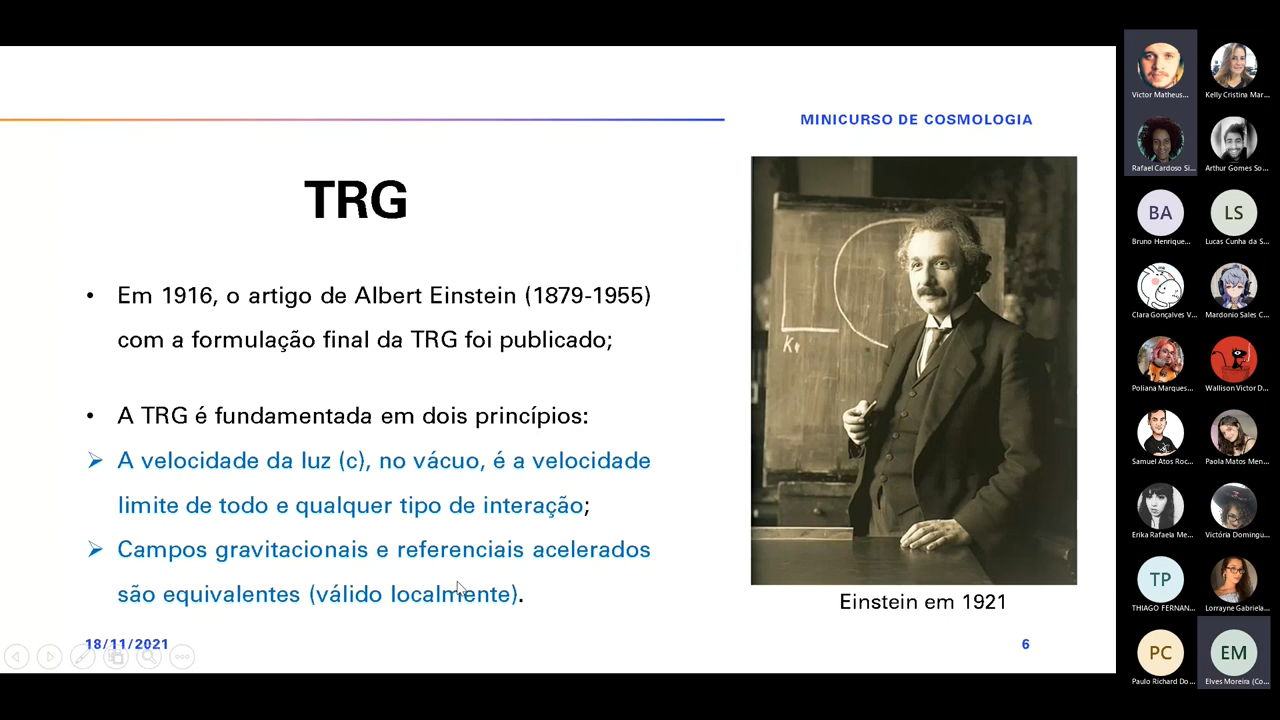 MINICURSO DE COSMOLOGIA
TRG
• Em 1916, o artigo de Albert Einstein (1879-1955)
com a formulação final da TRG foi publicado;
• A TRG é fundamentada em dois princípios:
➢ A velocidade da luz (c), no vácuo, é a velocidade
limite de todo e qualquer tipo de interação;
➢ Campos gravitacionais e referenciais acelerados
são equivalentes (válido localmente).
Einstein em 1921
18/11/2021
6
Victor Matheus...
Kelly Cristina Mar...
Rafael Cardoso Si...
Arthur Gomes So...
BA
LS
Bruno Henrique...
Lucas Cunha da S...
Clara Gonçalves V...
Mardonio Sales C...
Poliana Marques...
Wallison Victor D...
Samuel Atos Roc...
Paola Matos Men...
Erika Rafaela Me...
Victória Domingu...
TP
THIAGO FERNAN...
Lorrayne Gabriela...
PC
EM
Paulo Richard Do...
Elves Moreira (Co...